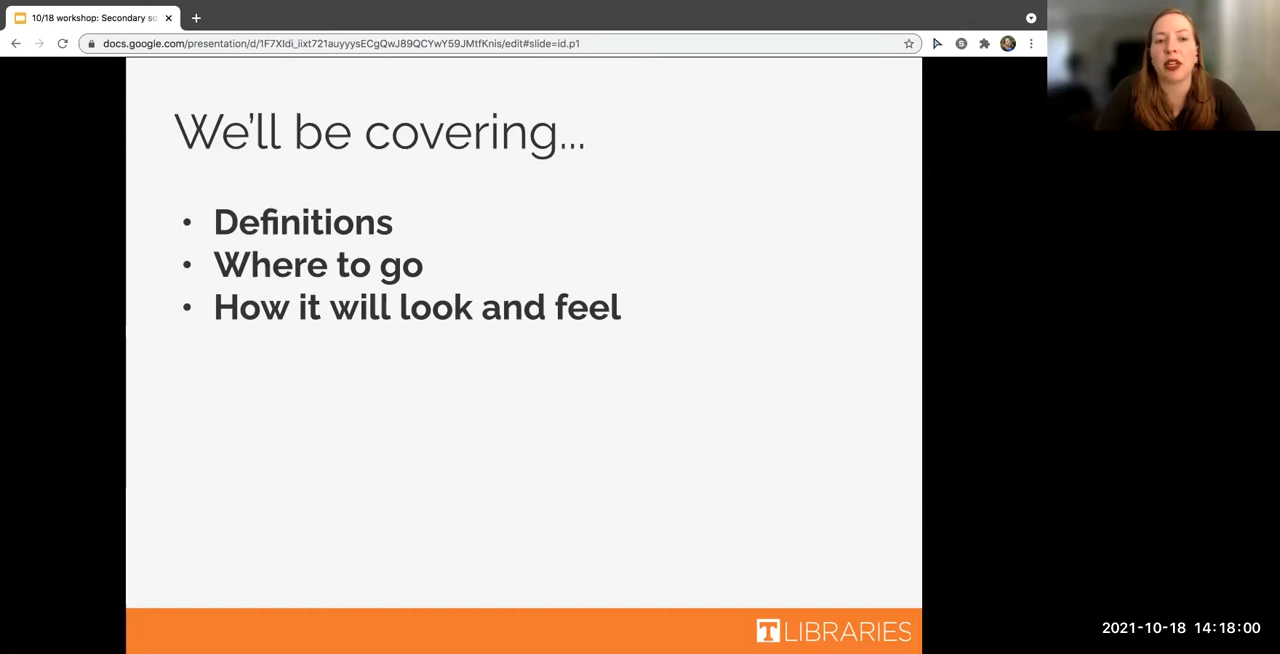 10/18 workshop: Secondary so
docs.google.com/presentation/d/1F7XIdi_iixt721auyyysECgQwJ89QCYwY59JMtfKnis/edit#slide=id.p1
We'll be covering...
• Definitions
• Where to go
• How it will look and feel
T LIBRARIES
2021-10-18 14:18:00